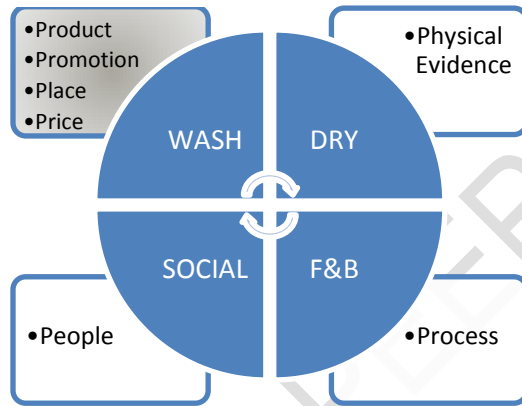 •Product
•Promotion
•Place
•Price
•Physical
Evidence
WASH
DRY
SOCIAL
F&B
•People
•Process